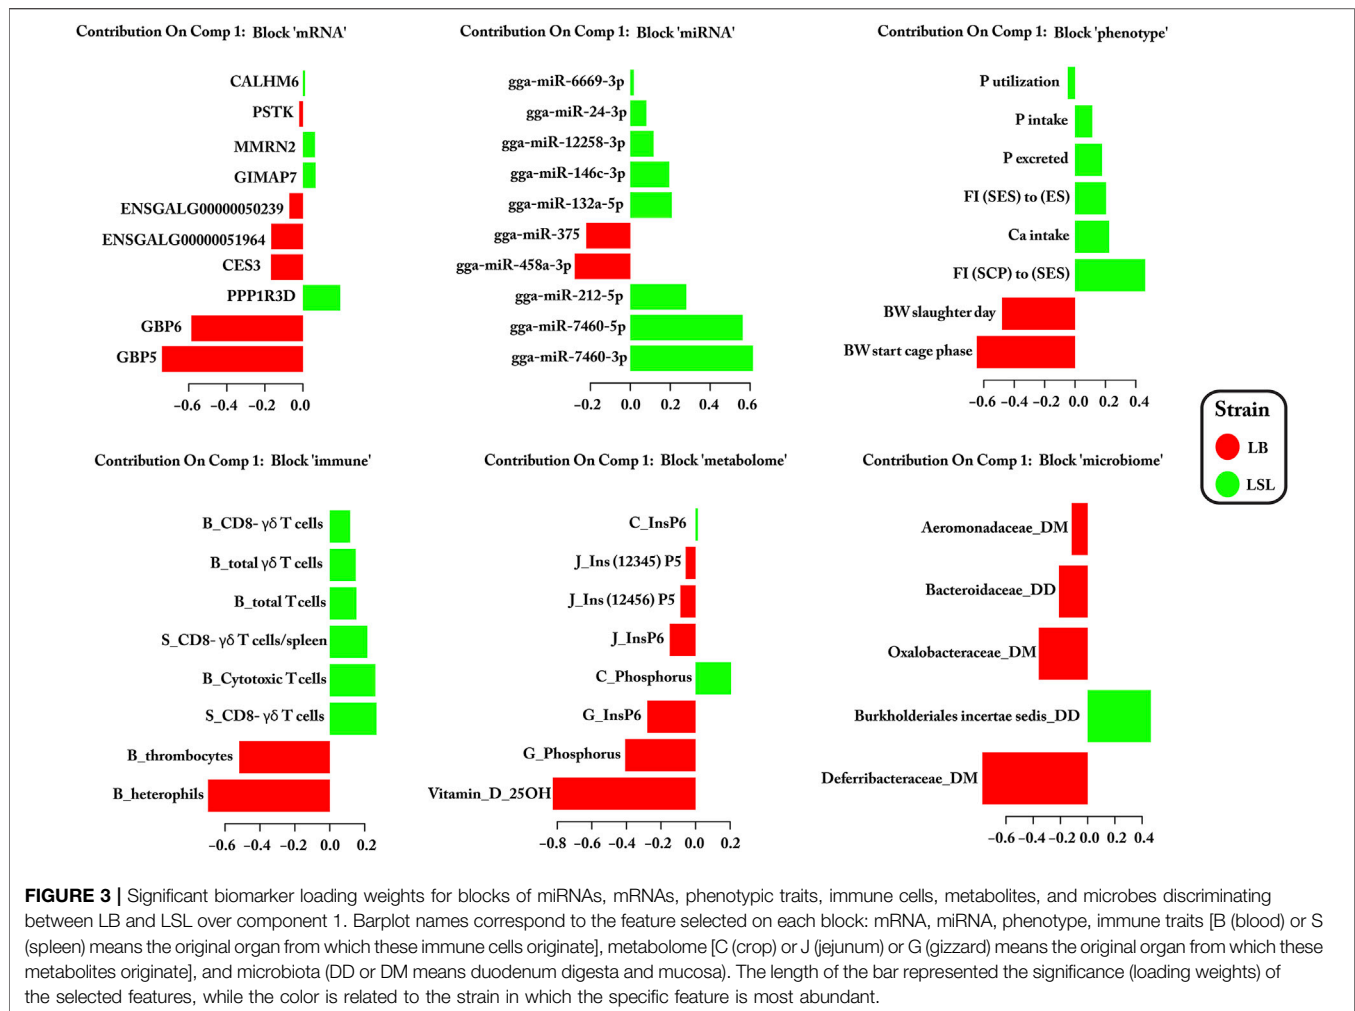 Contribution On Comp 1: Block 'mRNA'
CALHM6
PSTK
MMRN2
GIMAP7
ENSGALG00000050239
ENSGALG00000051964
CES3
PPP1R3D
GBP6
GBP5
−0.6 −0.4 −0.2 0.0
Contribution On Comp 1: Block 'miRNA'
gga-miR-6669-3p
gga-miR-24-3p
gga-miR-12258-3p
gga-miR-146c-3p
gga-miR-132a-5p
gga-miR-375
gga-miR-458a-3p
gga-miR-212-5p
gga-miR-7460-5p
gga-miR-7460-3p
−0.2 0.0 0.2 0.4 0.6
Contribution On Comp 1: Block 'phenotype'
P utilization
P intake
P excreted
FI (SES) to (ES)
Ca intake
FI (SCP) to (SES)
BW slaughter day
BW start cage phase
−0.6 −0.4 −0.2 0.0 0.2 0.4
Strain
LB
LSL
Contribution On Comp 1: Block 'immune'
B_CD8- γδ T cells
B_total γδ T cells
B_total T cells
S_CD8- γδ T cells/spleen
B_Cytotoxic T cells
S_CD8- γδ T cells
B_thrombocytes
B_heterophils
−0.6 −0.4 −0.2 0.0 0.2
Contribution On Comp 1: Block 'metabolome'
C_InsP6
J_Ins (12345) P5
J_Ins (12456) P5
J_InsP6
C_Phosphorus
G_InsP6
G_Phosphorus
Vitamin_D_25OH
−0.8 −0.6 −0.4 −0.2 0.0 0.2
Contribution On Comp 1: Block 'microbiome'
Aeromonadaceae_DM
Bacteroidaceae_DD
Oxalobacteraceae_DM
Burkholderiales incertae sedis_DD
Deferribacteraceae_DM
−0.6 −0.4 −0.2 0.0 0.2 0.4
FIGURE 3 | Significant biomarker loading weights for blocks of miRNAs, mRNAs, phenotypic traits, immune cells, metabolites, and microbes discriminating
between LB and LSL over component 1. Barplot names correspond to the feature selected on each block: mRNA, miRNA, phenotype, immune traits [B (blood) or S
(spleen) means the original organ from which these immune cells originate], metabolome [C (crop) or J (jejunum) or G (gizzard) means the original organ from which these
metabolites originate], and microbiota (DD or DM means duodenum digesta and mucosa). The length of the bar represented the significance (loading weights) of
the selected features, while the color is related to the strain in which the specific feature is most abundant.